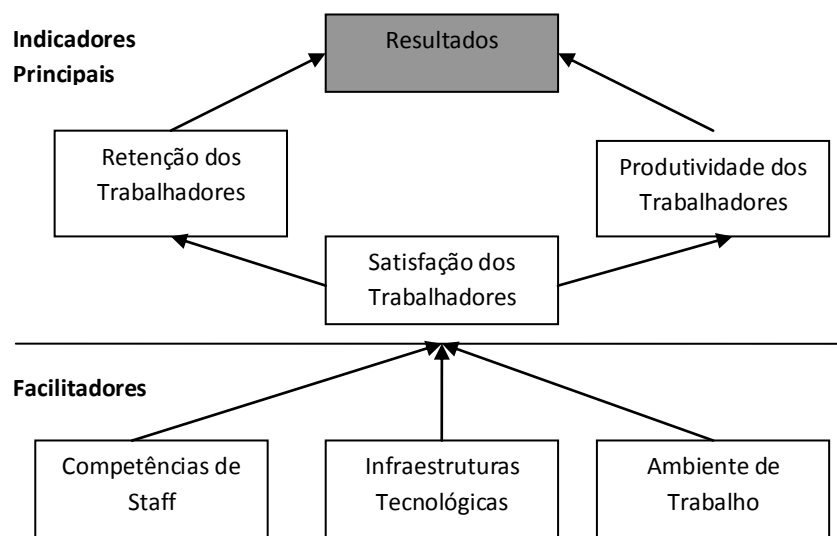 Indicadores
Principais
Resultados
Retenção dos
Trabalhadores
Produtividade dos
Trabalhadores
Satisfação dos
Trabalhadores
Facilitadores
Competências de
Staff
Infraestruturas
Tecnológicas
Ambiente de
Trabalho